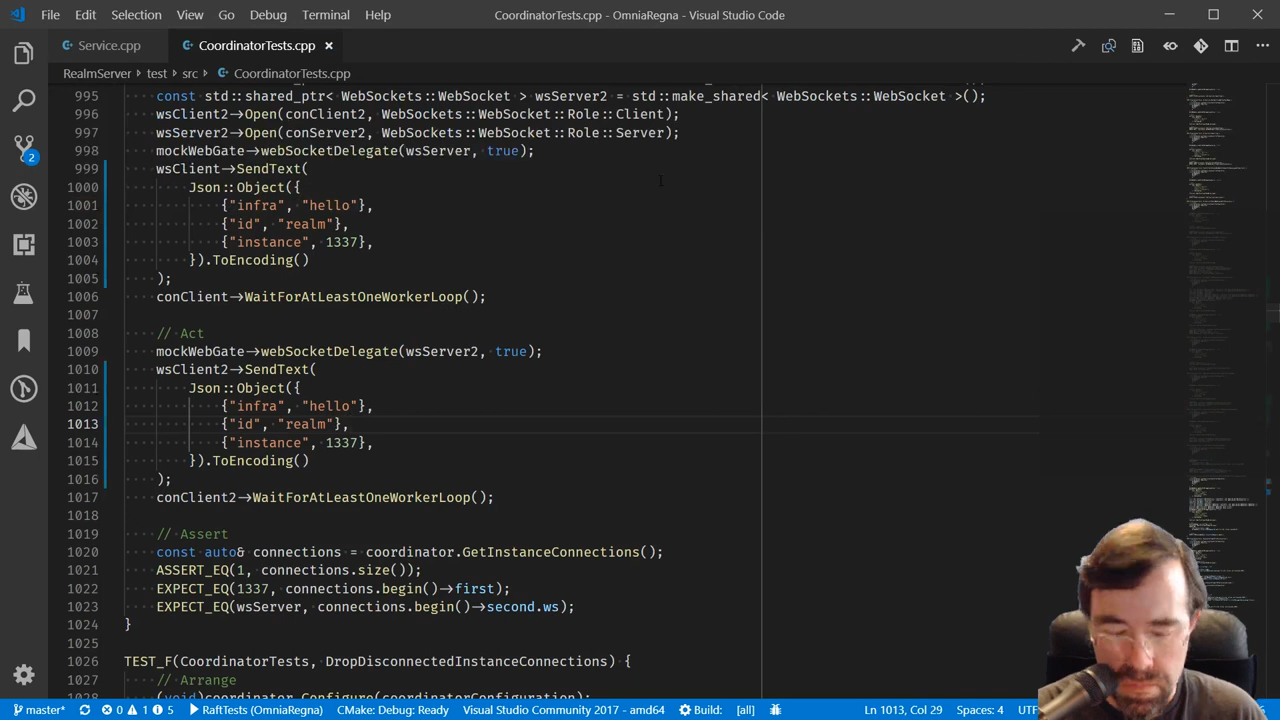 File Edit Selection View Go Debug Terminal Help CoordinatorTests.cpp - OmniaRegna - Visual Studio Code
Service.cpp CoordinatorTests.cpp ×
RealmServer › test › src › CoordinatorTests.cpp
995 const std::shared_ptr< WebSockets::WebSocket > wsServer2 = std::make_shared< WebSockets::WebSocket >();
996 wsClient2->Open(conClient2, WebSockets::WebSocket::Role::Client);
997 wsServer2->Open(conServer2, WebSockets::WebSocket::Role::Server);
998 mockWebGate->webSocketDelegate(wsServer, true);
999 wsClient->SendText(
1000 Json::Object({
1001 {"infra", "hello"},
1002 {"id", "realm"},
1003 {"instance", 1337},
1004 }).ToEncoding()
1005 );
1006 conClient->WaitForAtLeastOneWorkerLoop();
1007
1008 // Act
1009 mockWebGate->webSocketDelegate(wsServer2, true);
1010 wsClient2->SendText(
1011 Json::Object({
1012 {"infra", "hello"},
1013 {"id", "realm"},
1014 {"instance", 1337},
1015 }).ToEncoding()
1016 );
1017 conClient2->WaitForAtLeastOneWorkerLoop();
1018
1019 // Assert
1020 const auto& connections = coordinator.GetInstanceConnections();
1021 ASSERT_EQ(1, connections.size());
1022 EXPECT_EQ(1337, connections.begin()->first);
1023 EXPECT_EQ(wsServer, connections.begin()->second.ws);
1024 }
1025
1026 TEST_F(CoordinatorTests, DropDisconnectedInstanceConnections) {
1027 // Arrange
1028 (void)coordinator.Configure(coordinatorConfiguration);
2
master* 0 1 5 RaftTests (OmniaRegna) CMake: Debug: Ready Visual Studio Community 2017 - amd64 Build: [all] Ln 1013, Col 29 Spaces: 4